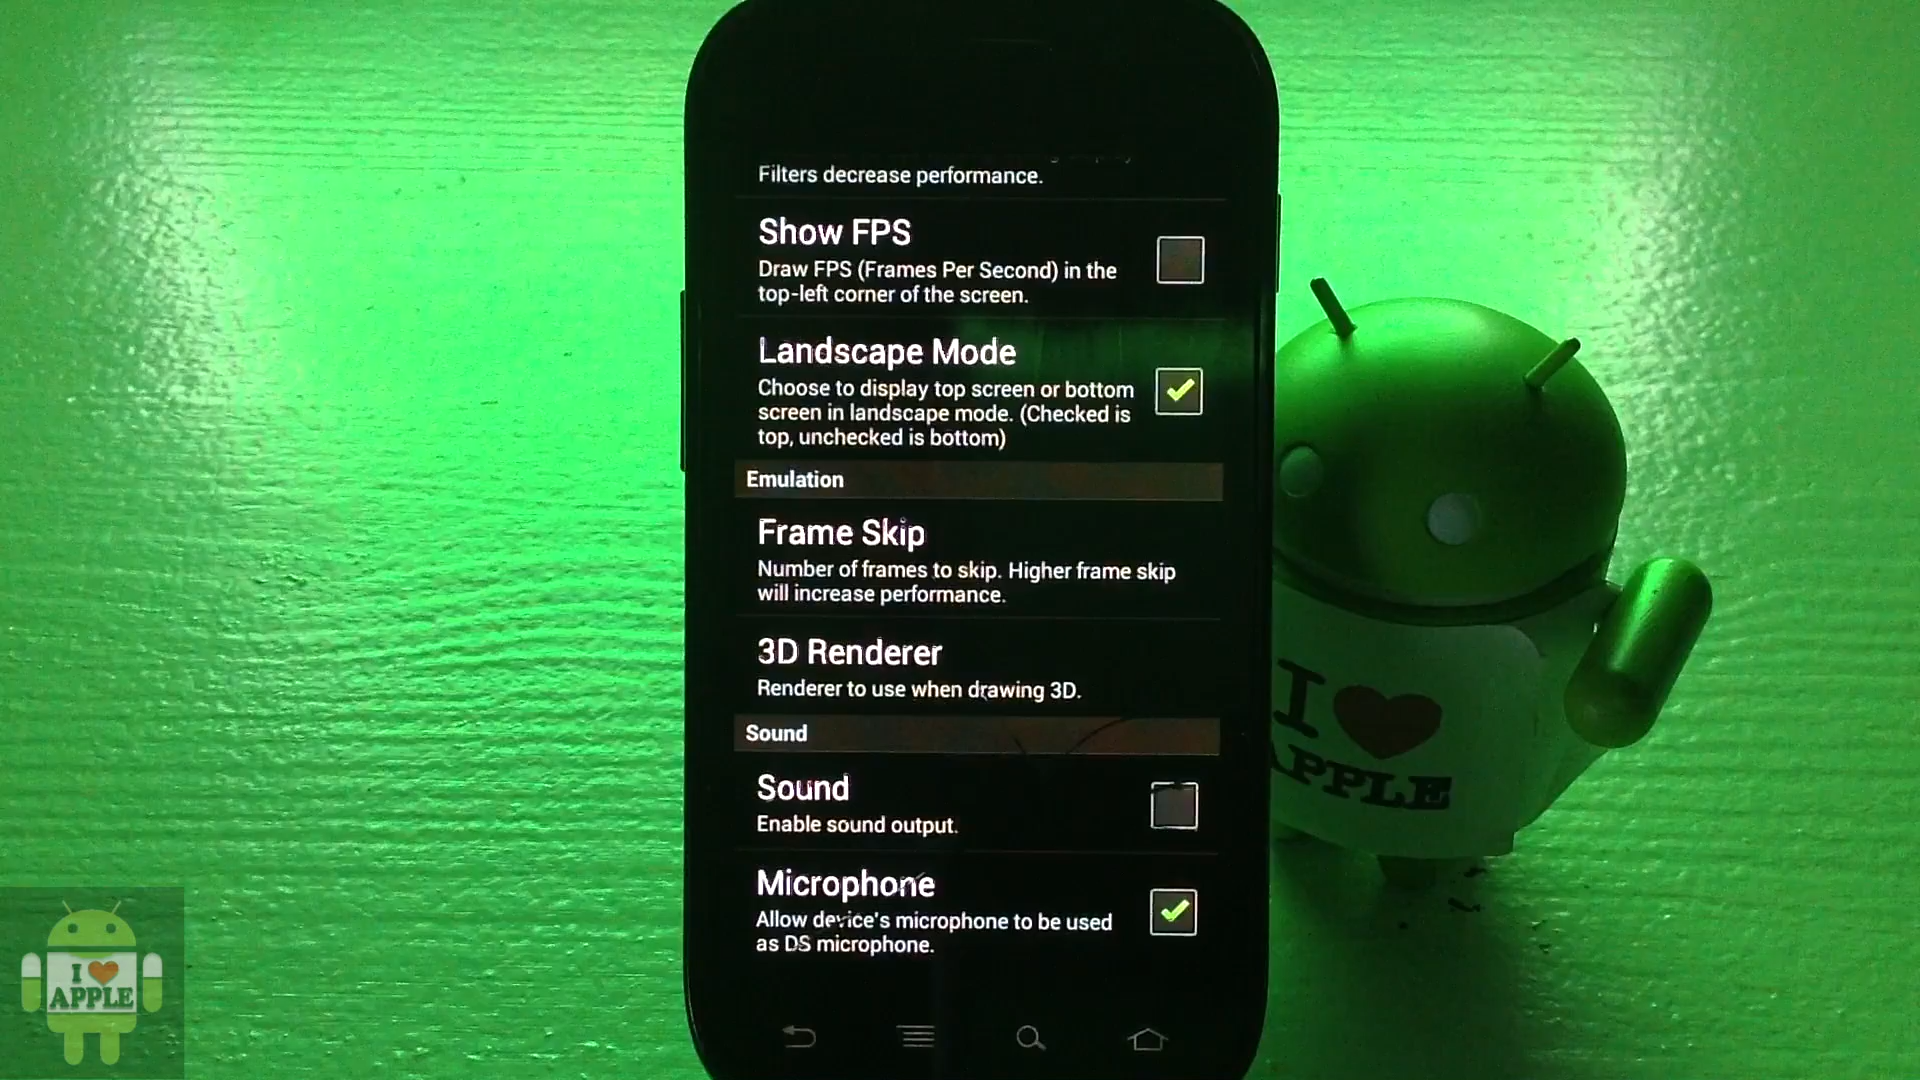 Filters decrease performance.
Show FPS
Draw FPS (Frames Per Second) in the
top-left corner of the screen.
Landscape Mode
Choose to display top screen or bottom
screen in landscape mode. (Checked is
top, unchecked is bottom)
Emulation
Frame Skip
Number of frames to skip. Higher frame skip
will increase performance.
3D Renderer
Renderer to use when drawing 3D.
Sound
Sound
Enable sound output.
Microphone
Allow device's microphone to be used
as DS microphone.
I
APPLE
I
APPLE